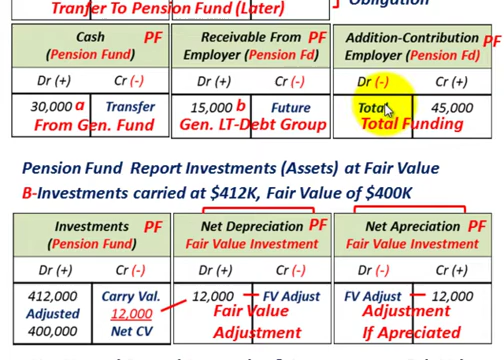 Tranfer To Pension Fund (Later)
Obligation
Cash PF
(Pension Fund)
Dr (+) Cr (-)
30,000 a Transfer
From Gen. Fund
Receivable From PF
Employer (Pension Fd)
Dr (+) Cr (-)
15,000 b Future
Gen. LT-Debt Group
Addition-Contribution PF
Employer (Pension Fd)
Dr (-) Cr (+)
Total 45,000
Total Funding
Pension Fund Report Investments (Assets) at Fair Value
B-Investments carried at $412K, Fair Value of $400K
Investments PF
(Pension Fund)
Dr (+) Cr (-)
412,000 Carry Val.
Adjusted 12,000
400,000 Net CV
Net Depreciation PF
Fair Value Investment
Dr (+) Cr (-)
12,000 FV Adjust
Fair Value
Adjustment
Net Apreciation PF
Fair Value Investment
Dr (-) Cr (+)
FV Adjust 12,000
Adjustment
If Apreciated